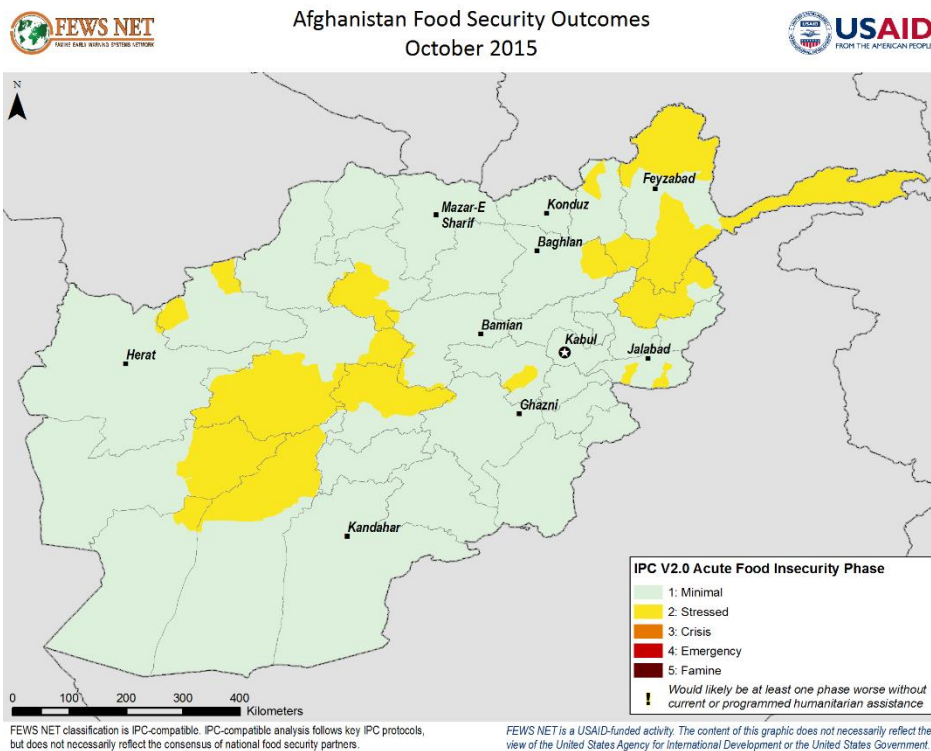 FEWS NET
FAMINE EARLY WARNING SYSTEMS NETWORK
Afghanistan Food Security Outcomes
October 2015
USAID
FROM THE AMERICAN PEOPLE
N
Feyzabad
Mazar-E
Sharif
Konduz
Baghlan
Bamian
Kabul
Herat
Jalabad
Ghazni
Kandahar
IPC V2.0 Acute Food Insecurity Phase
1: Minimal
2: Stressed
3: Crisis
4: Emergency
5: Famine
! Would likely be at least one phase worse without
current or programmed humanitarian assistance
0 100 200 300 400
Kilometers
FEWS NET classification is IPC-compatible. IPC-compatible analysis follows key IPC protocols,
but does not necessarily reflect the consensus of national food security partners.
FEWS NET is a USAID-funded activity. The content of this graphic does not necessarily reflect the
view of the United States Agency for International Development or the United States Government.